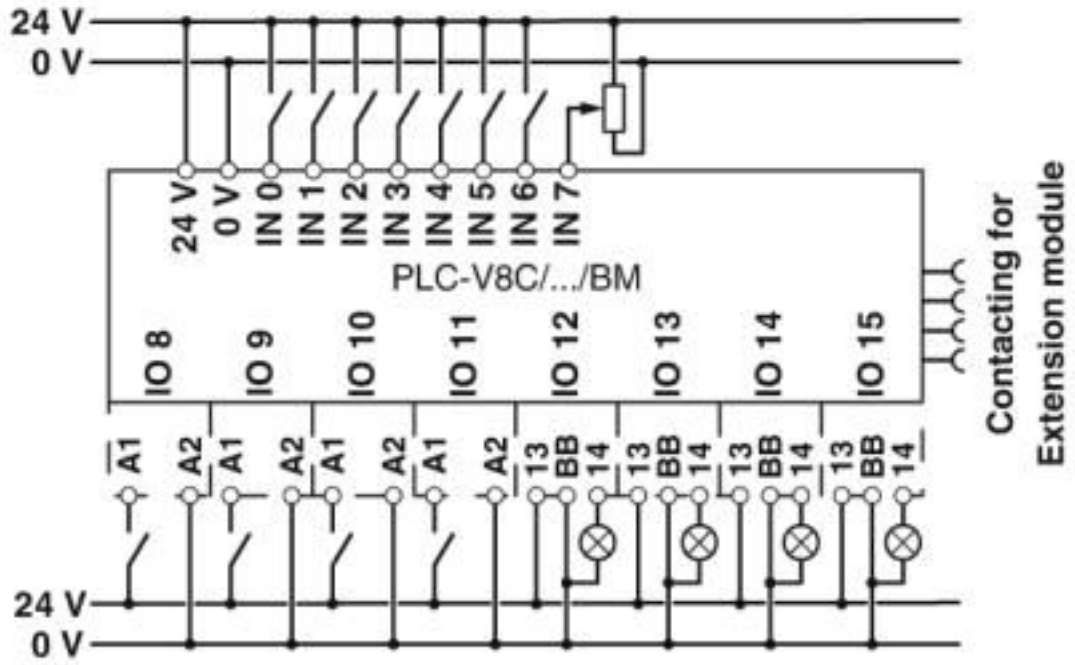 24 V
0 V
24 V
0 V
IN 0
IN 1
IN 2
IN 3
IN 4
IN 5
IN 6
IN 7
PLC-V8C/.../BM
IO 8
IO 9
IO 10
IO 11
IO 12
IO 13
IO 14
IO 15
Contacting for
Extension module
A1
A2
A1
A2
A1
A2
A1
A2
13
BB
14
13
BB
14
13
BB
14
13
BB
14
24 V
0 V